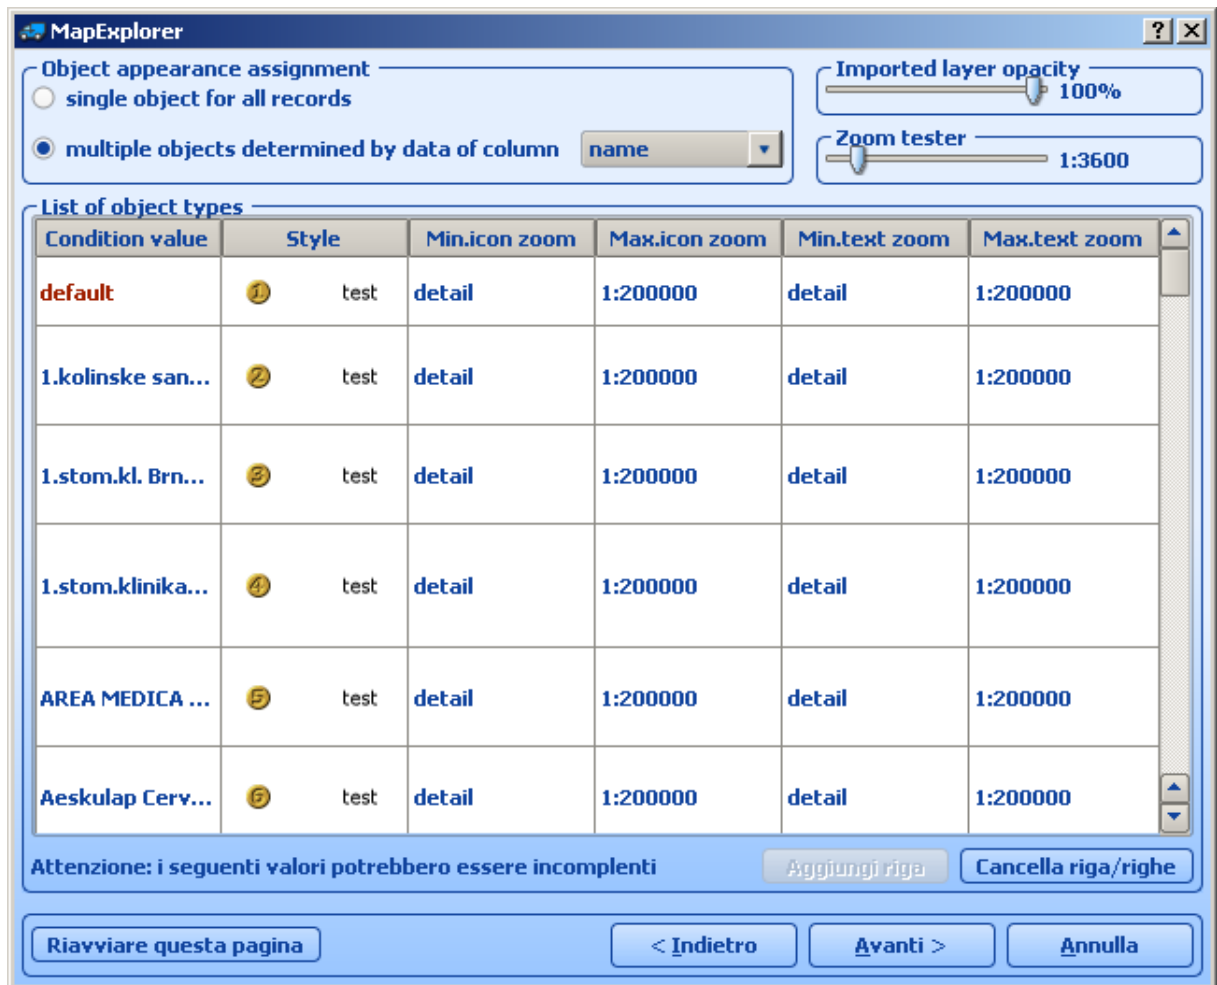 MapExplorer
Object appearance assignment
single object for all records
multiple objects determined by data of column name
Imported layer opacity
100%
Zoom tester
1:3600
List of object types
Condition value Style Min.icon zoom Max.icon zoom Min.text zoom Max.text zoom
default 1 test detail 1:200000 detail 1:200000
1.kolinske san... 2 test detail 1:200000 detail 1:200000
1.stom.kl. Brn... 3 test detail 1:200000 detail 1:200000
1.stom.klinika... 4 test detail 1:200000 detail 1:200000
AREA MEDICA ... 5 test detail 1:200000 detail 1:200000
Aeskulap Cerv... 6 test detail 1:200000 detail 1:200000
Attenzione: i seguenti valori potrebbero essere incomplenti Aggiungi riga Cancella riga/righe
Riavviare questa pagina < Indietro Avanti > Annulla